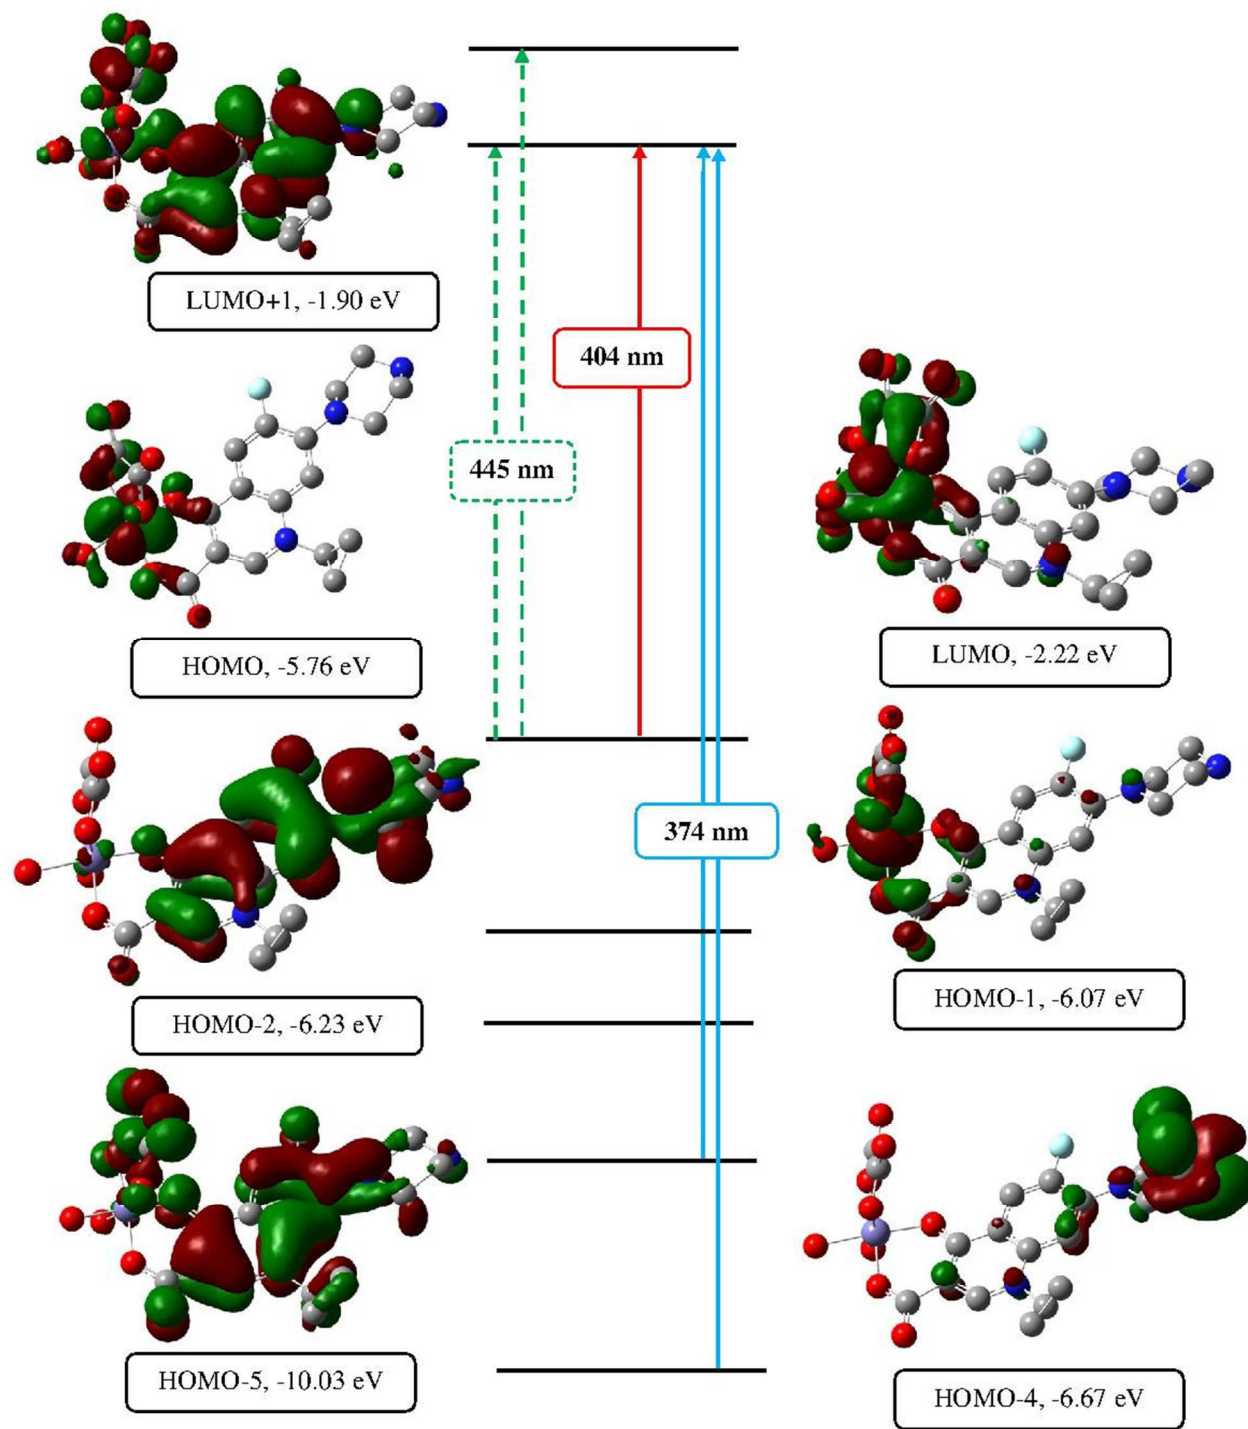 LUMO+1, -1.90 eV
404 nm
445 nm
HOMO, -5.76 eV
LUMO, -2.22 eV
374 nm
HOMO-2, -6.23 eV
HOMO-1, -6.07 eV
HOMO-5, -10.03 eV
HOMO-4, -6.67 eV